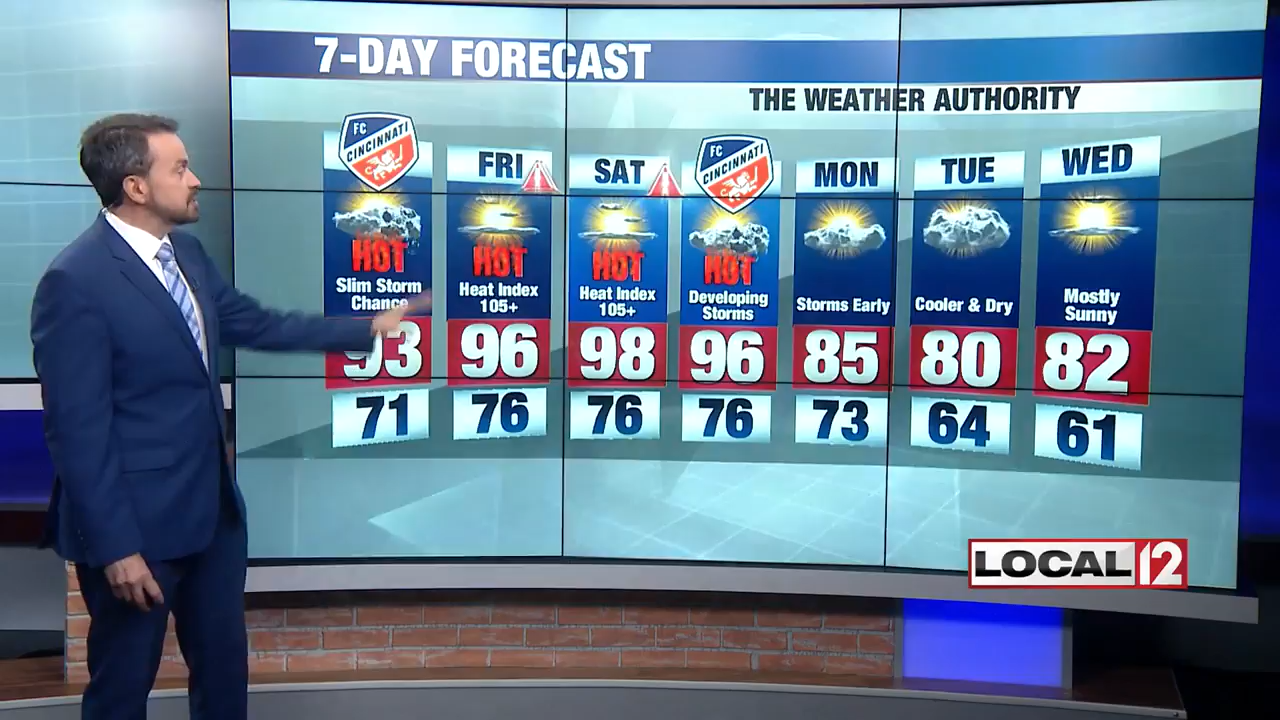 7-DAY FORECAST
THE WEATHER AUTHORITY
FC
CINCINNATI
HOT
Slim Storm
Chance
93
71
FRI
HOT
Heat Index
105+
96
76
SAT
HOT
Heat Index
105+
98
76
FC
CINCINNATI
HOT
Developing
Storms
96
76
MON
Storms Early
85
73
TUE
Cooler & Dry
80
64
WED
Mostly
Sunny
82
61
LOCAL 12